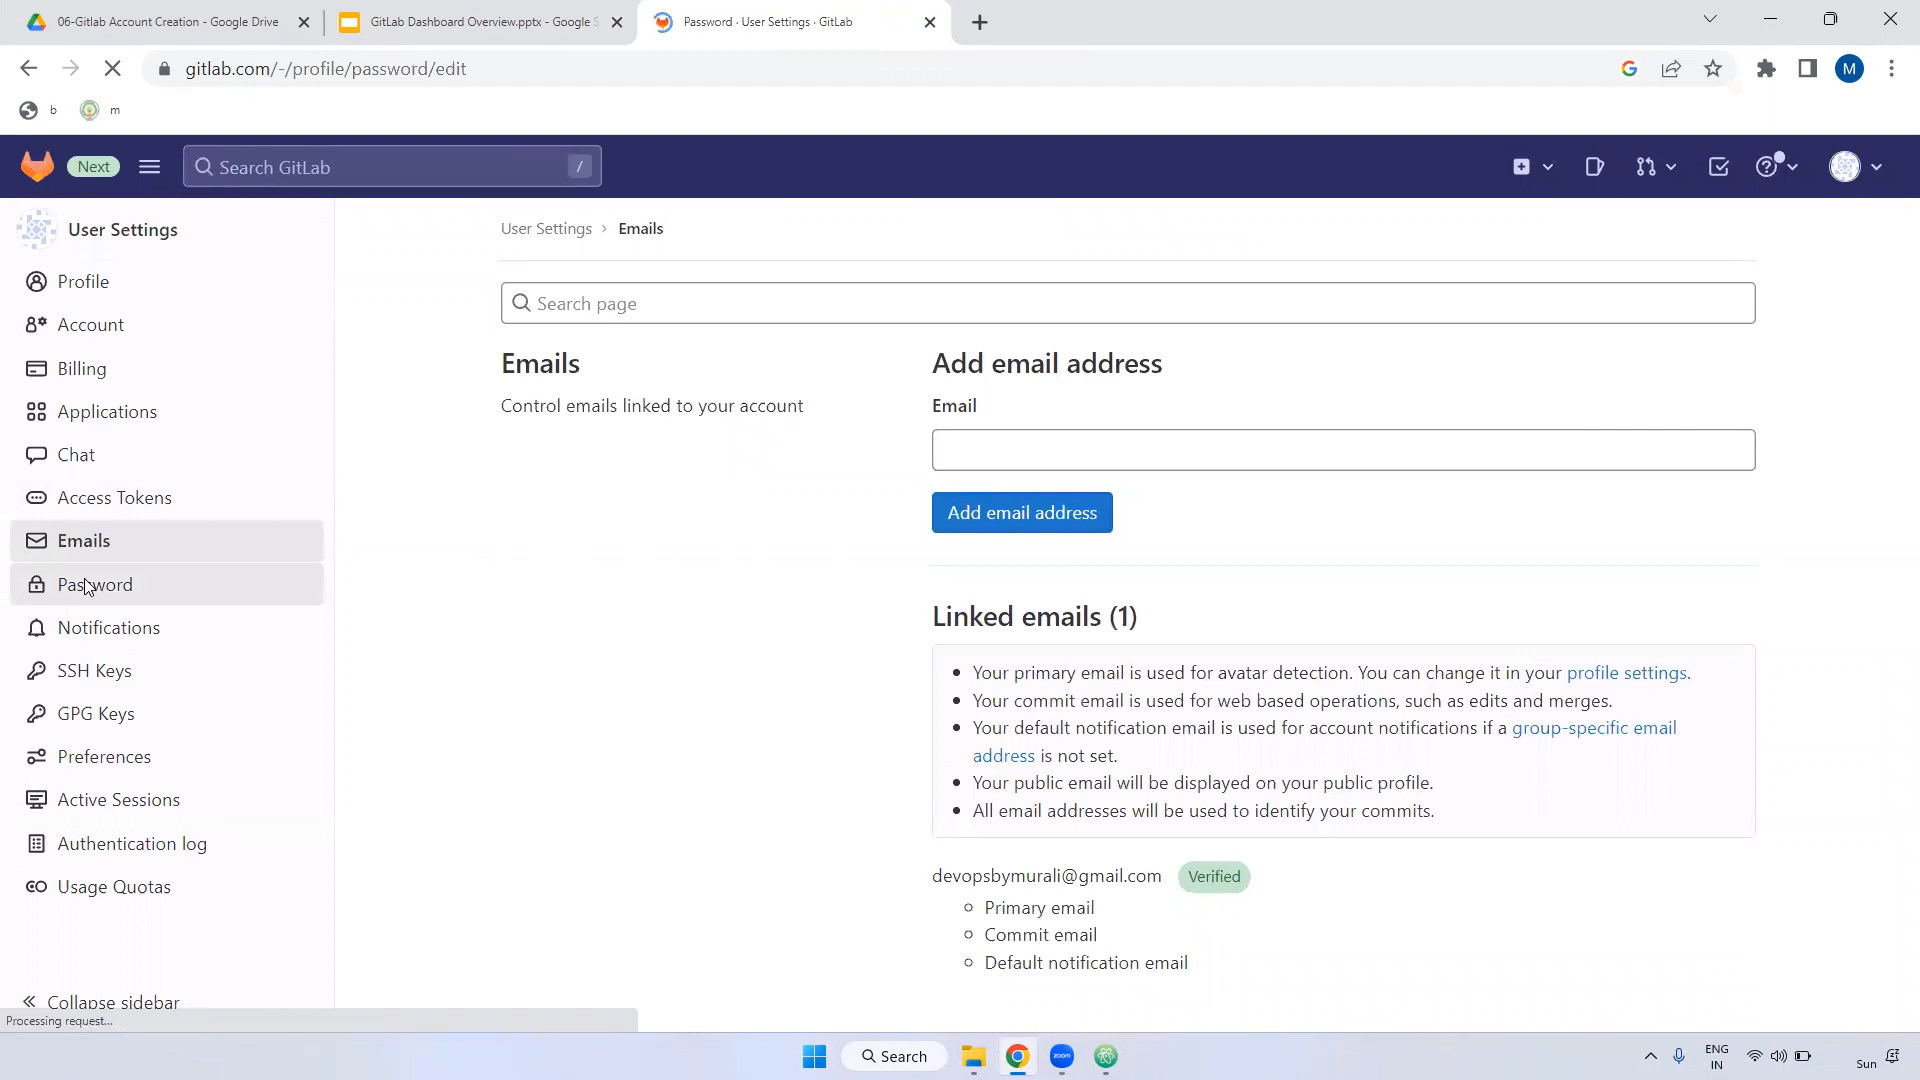 06-Gitlab Account Creation - Google Drive
GitLab Dashboard Overview.pptx - Google S
Password · User Settings · GitLab
gitlab.com/-/profile/password/edit
M
b
m
Next
Search GitLab
/
User Settings
Profile
Account
Billing
Applications
Chat
Access Tokens
Emails
Password
Notifications
SSH Keys
GPG Keys
Preferences
Active Sessions
Authentication log
Usage Quotas
Collapse sidebar
Processing request...
User Settings › Emails
Search page
Emails
Control emails linked to your account
Add email address
Email
Add email address
Linked emails (1)
Your primary email is used for avatar detection. You can change it in your profile settings.
Your commit email is used for web based operations, such as edits and merges.
Your default notification email is used for account notifications if a group-specific email
address is not set.
Your public email will be displayed on your public profile.
All email addresses will be used to identify your commits.
devopsbymurali@gmail.com Verified
Primary email
Commit email
Default notification email
Search
zoom
ENG
IN
Sun